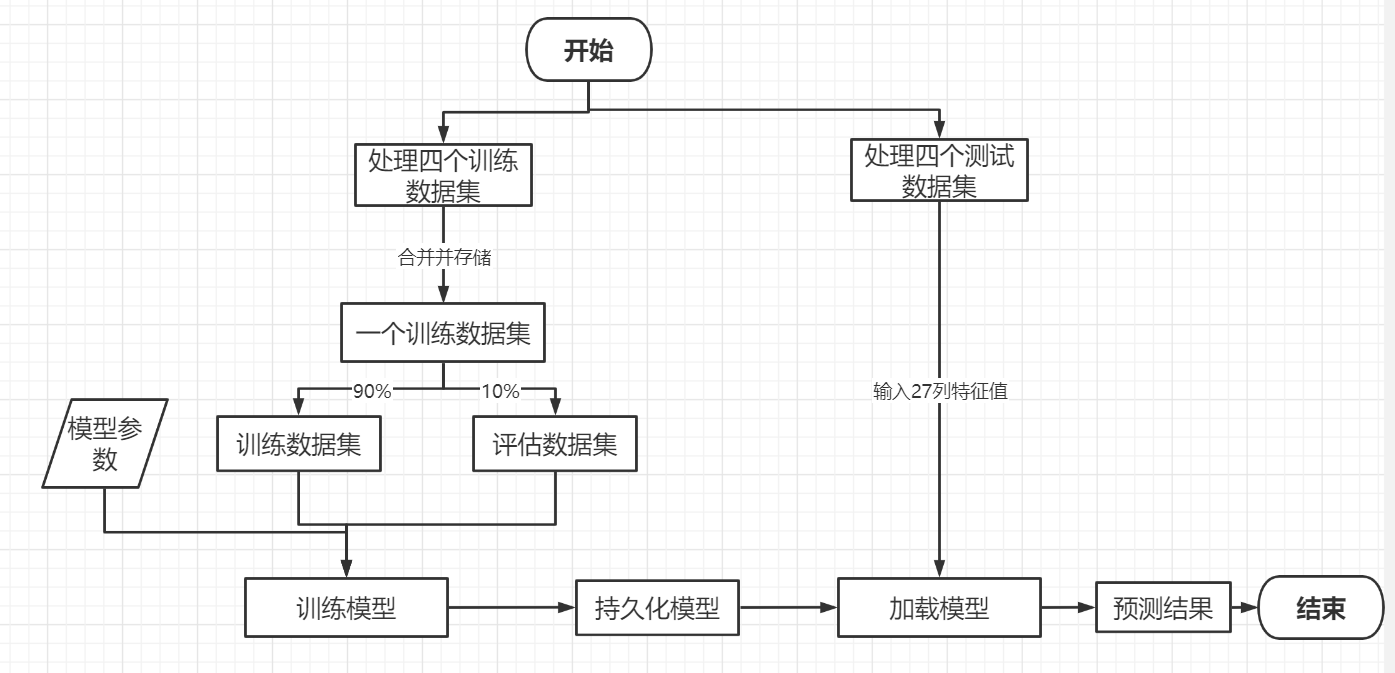 开始
处理四个训练
数据集
处理四个测试
数据集
合并并存储
一个训练数据集
90%
10%
输入27列特征值
模型参
数
训练数据集
评估数据集
训练模型
持久化模型
加载模型
预测结果
结束